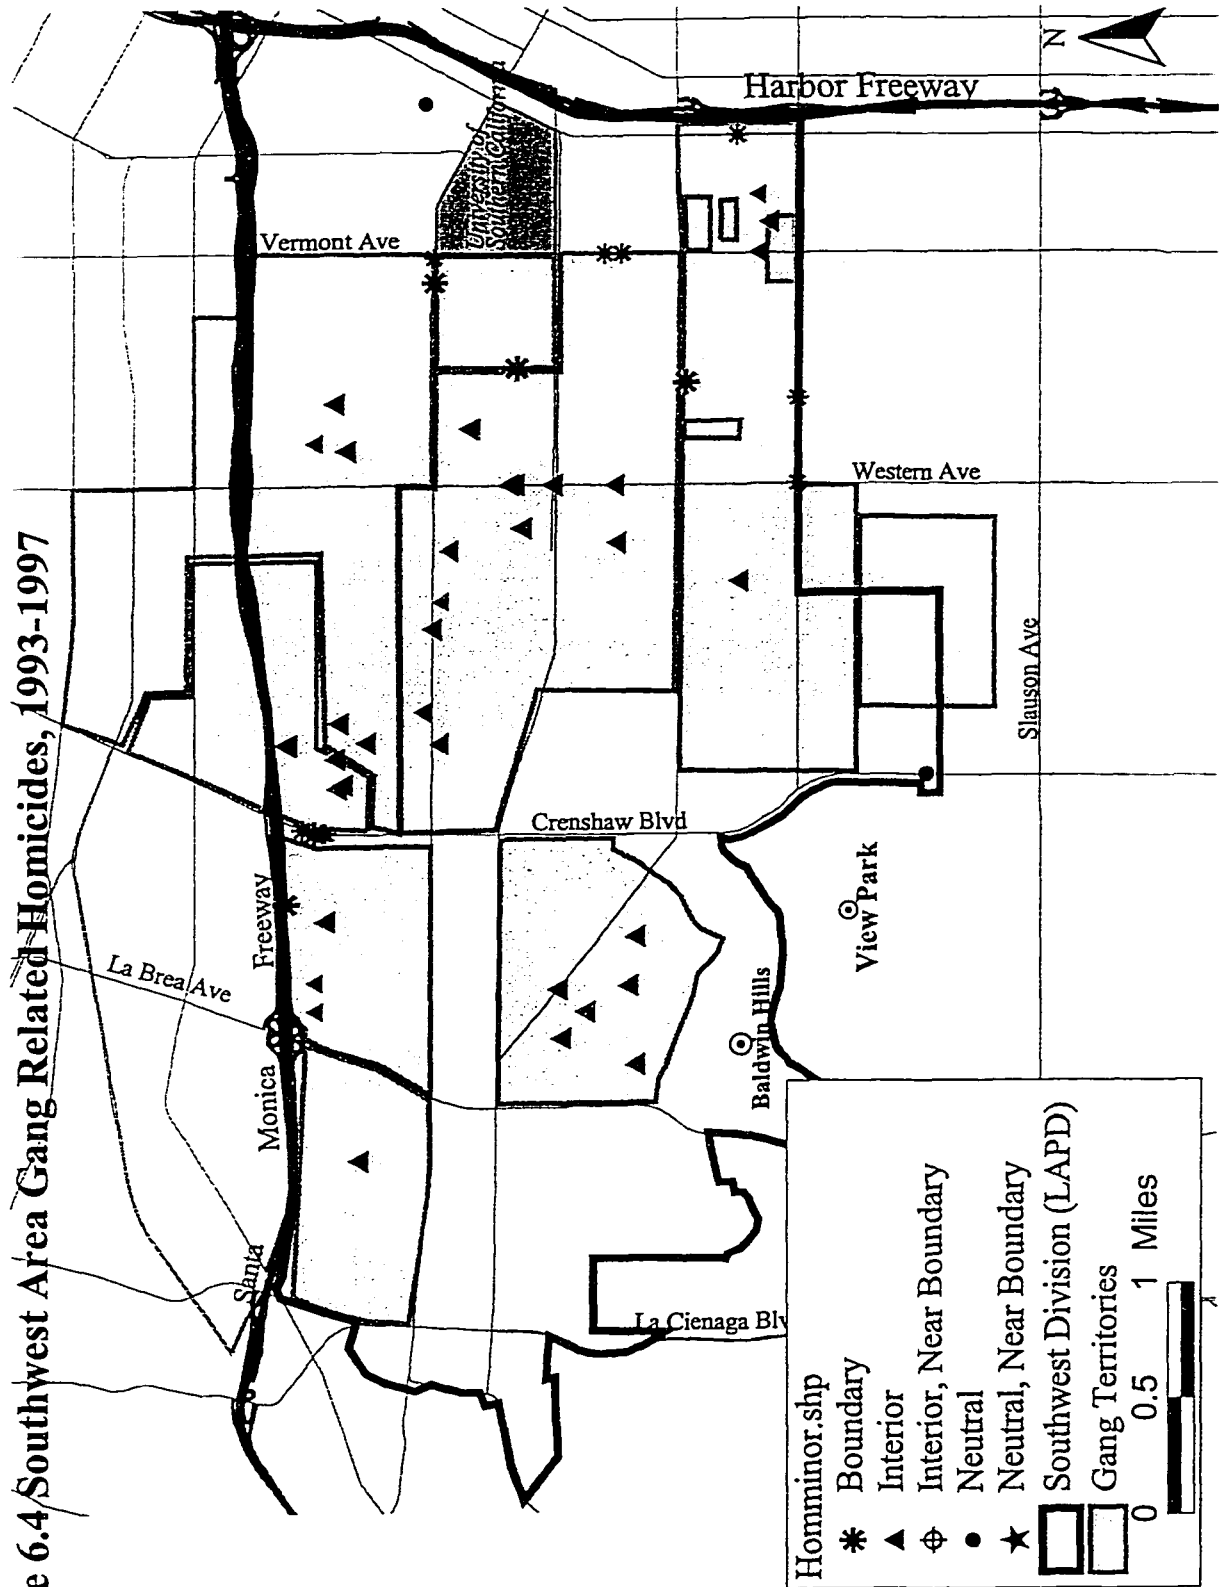 e 6.4 Southwest Area Gang Related Homicides, 1993-1997
N
Harbor Freeway
University of
Southern California
Vermont Ave
Western Ave
Slauson Ave
Crenshaw Blvd
La Brea Ave
Santa Monica Freeway
View Park
Baldwin Hills
La Cienaga Blv
Homminor.shp
Boundary
Interior
Interior, Near Boundary
Neutral
Neutral, Near Boundary
Southwest Division (LAPD)
Gang Territories
0 0.5 1 Miles